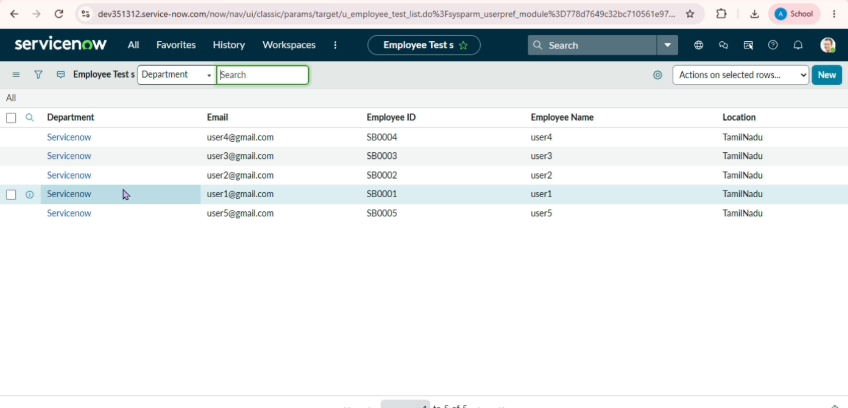 dev351312.service-now.com/now/nav/ui/classic/params/target/u_employee_test_list.do%3Fsysparm_userpref_module%3D778d7649c32bc710561e97... School
servicenow All Favorites History Workspaces Employee Test s Search
Employee Test s Department Search Actions on selected rows... New
All
Department Email Employee ID Employee Name Location
Servicenow user4@gmail.com SB0004 user4 TamilNadu
Servicenow user3@gmail.com SB0003 user3 TamilNadu
Servicenow user2@gmail.com SB0002 user2 TamilNadu
Servicenow user1@gmail.com SB0001 user1 TamilNadu
Servicenow user5@gmail.com SB0005 user5 TamilNadu
1 to 5 of 5